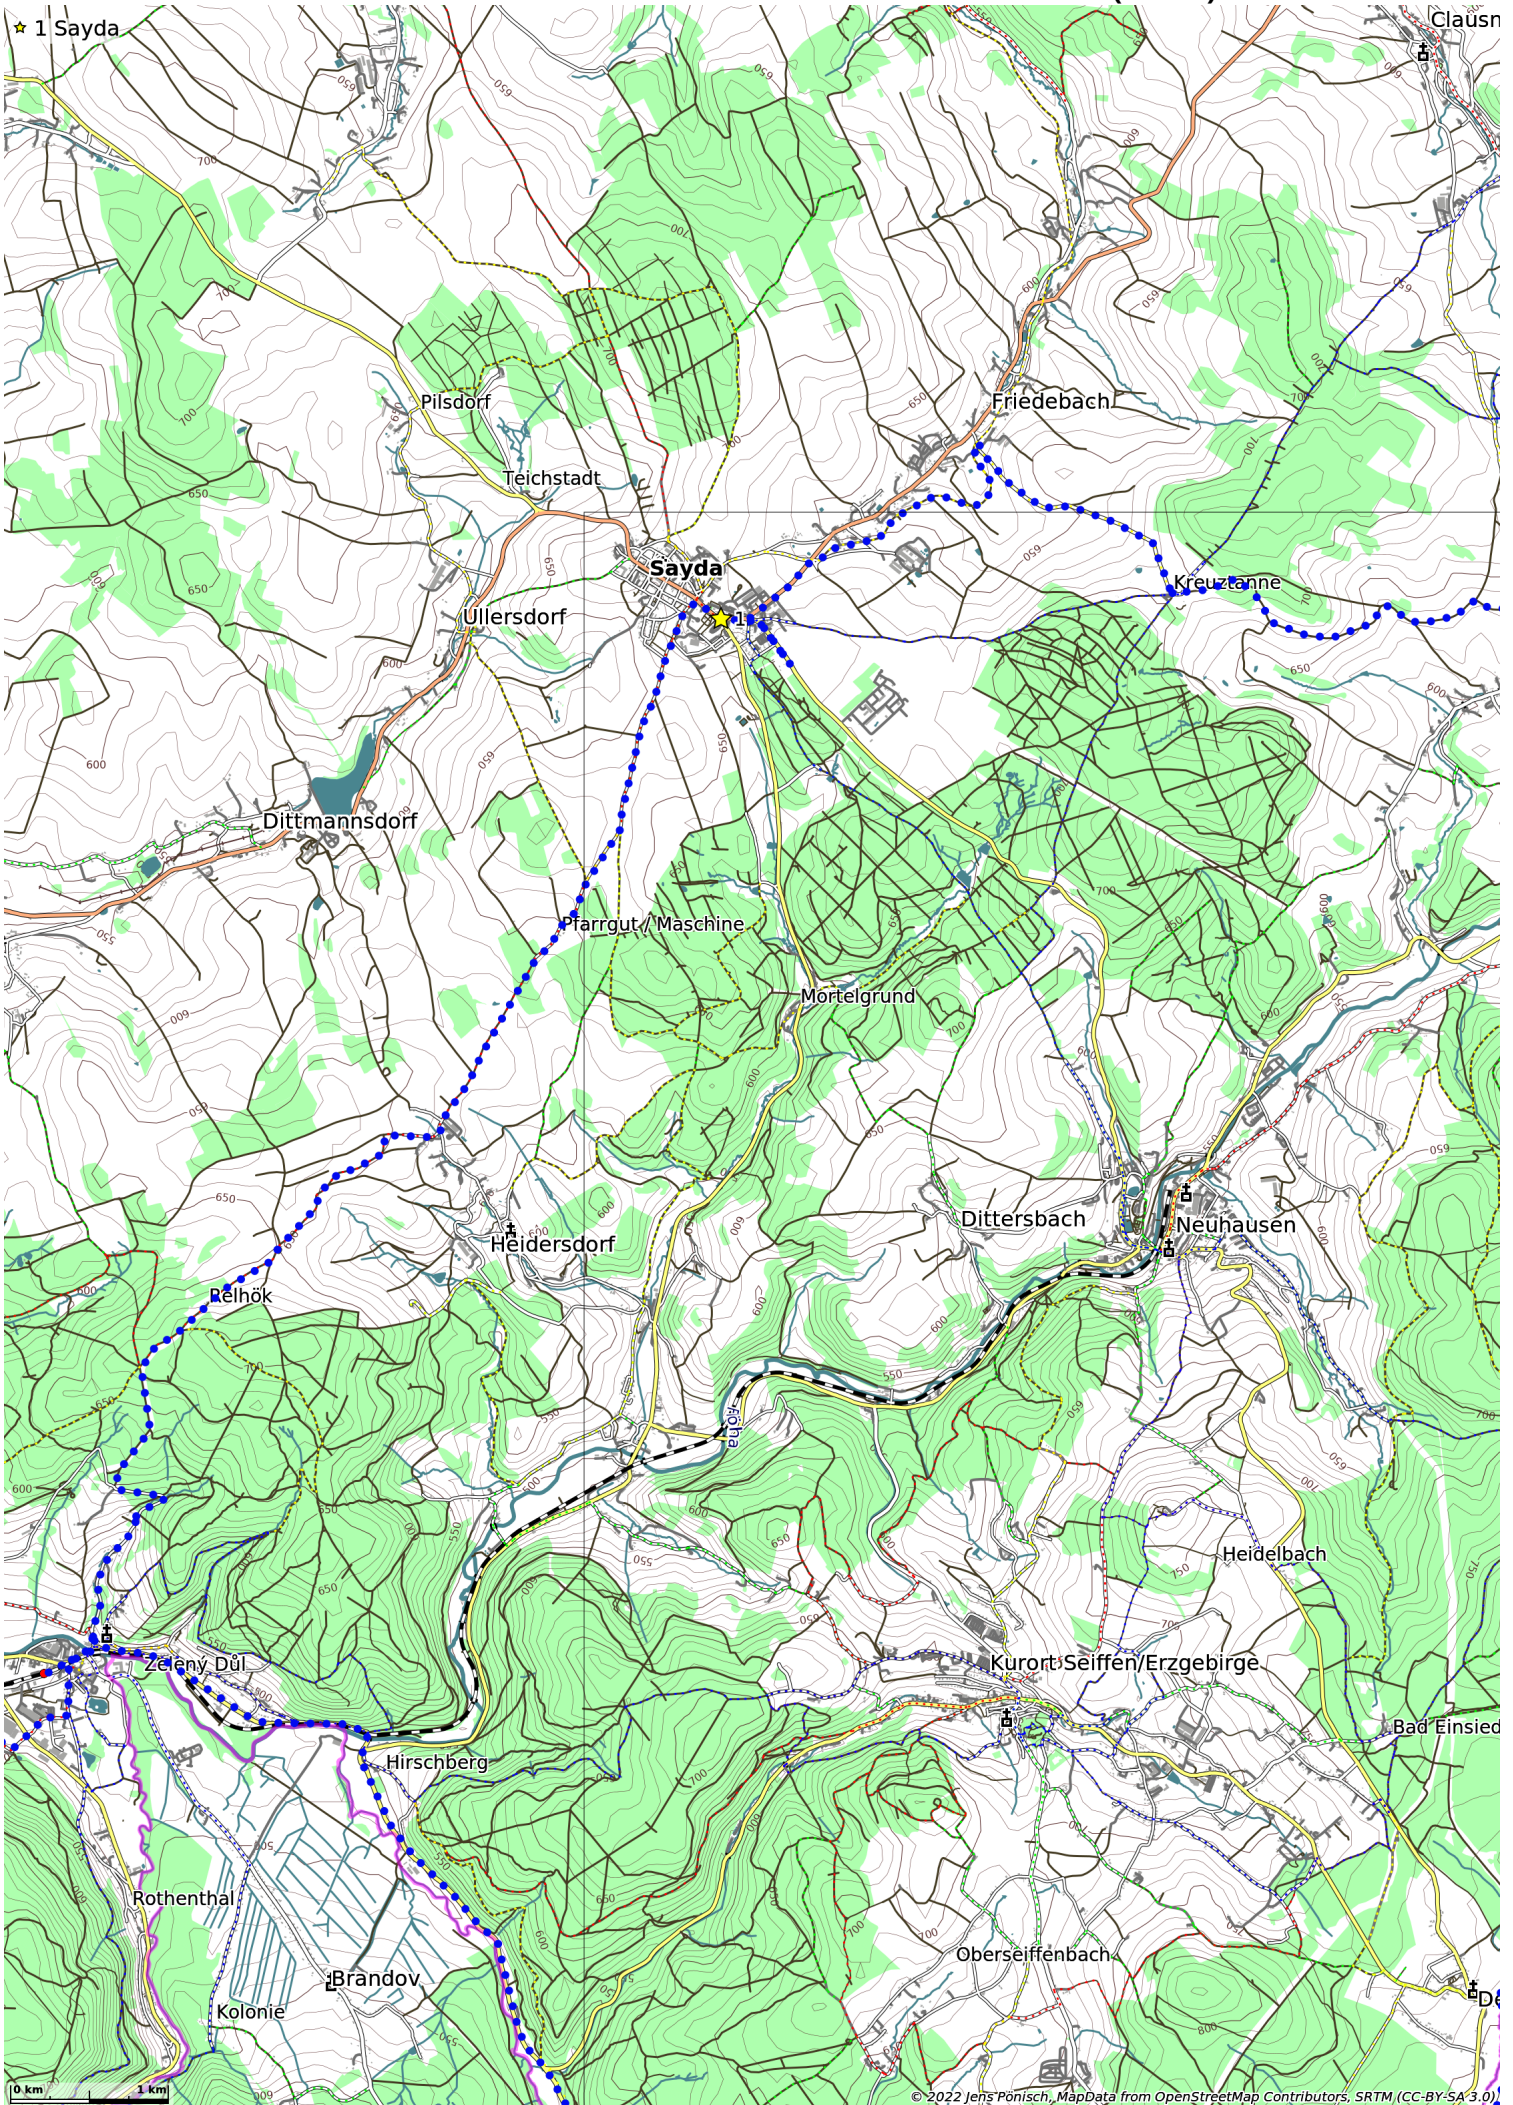 1 Sayda
Clausn
Pilsdorf
Friedebach
Teichstadt
Sayda
1
Kreuztanne
Ullersdorf
Dittmannsdorf
Pfarrgut / Maschine
Mortelgrund
Dittersbach
Neuhausen
Heidersdorf
Pelhök
Flöha
Heidelbach
Zelený Důl
Kurort Seiffen/Erzgebirge
Bad Einsied
Hirschberg
Rothenthal
Oberseiffenbach
Brandov
Kolonie
De
0 km 1 km
© 2022 Jens Pönisch, MapData from OpenStreetMap Contributors, SRTM (CC-BY-SA 3.0)